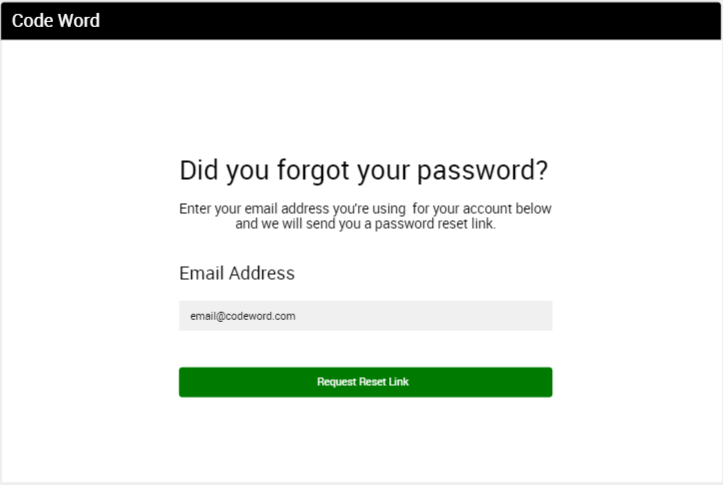 Code Word
Did you forgot your password?
Enter your email address you're using  for your account below
and we will send you a password reset link.
Email Address
email@codeword.com
Request Reset Link